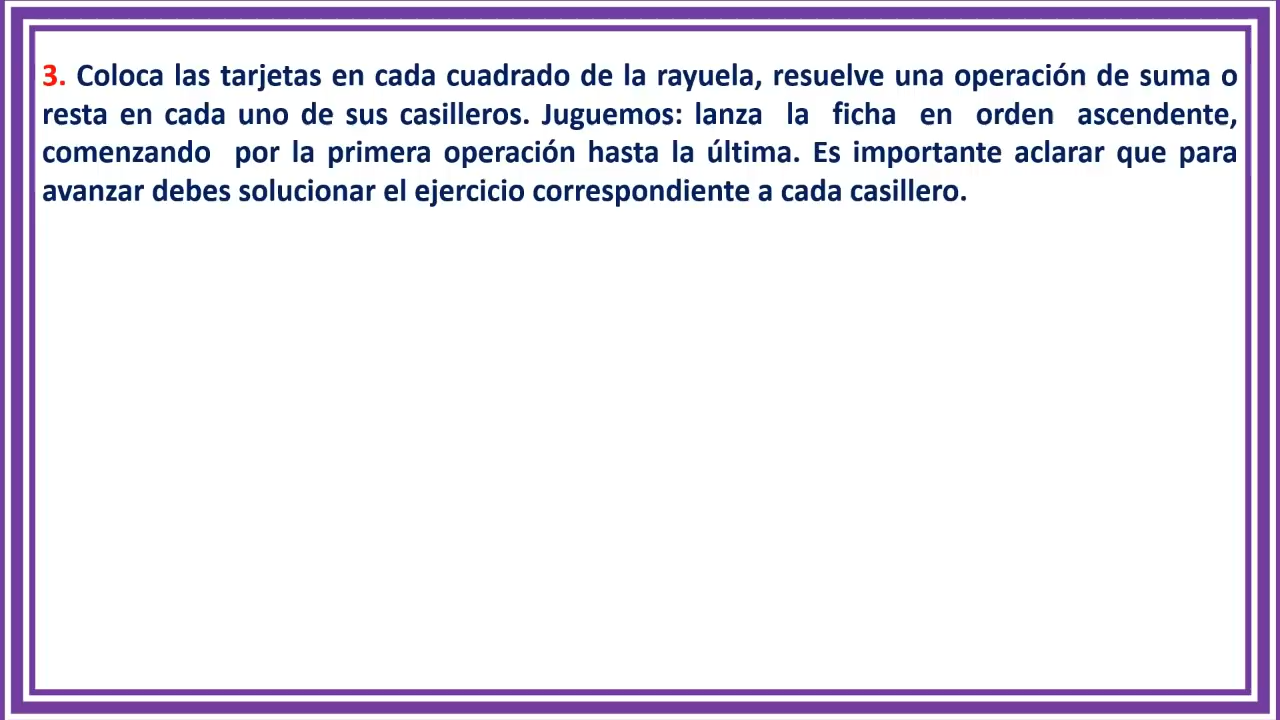 3. Coloca las tarjetas en cada cuadrado de la rayuela, resuelve una operación de suma o
resta en cada uno de sus casilleros. Juguemos: lanza la ficha en orden ascendente,
comenzando por la primera operación hasta la última. Es importante aclarar que para
avanzar debes solucionar el ejercicio correspondiente a cada casillero.